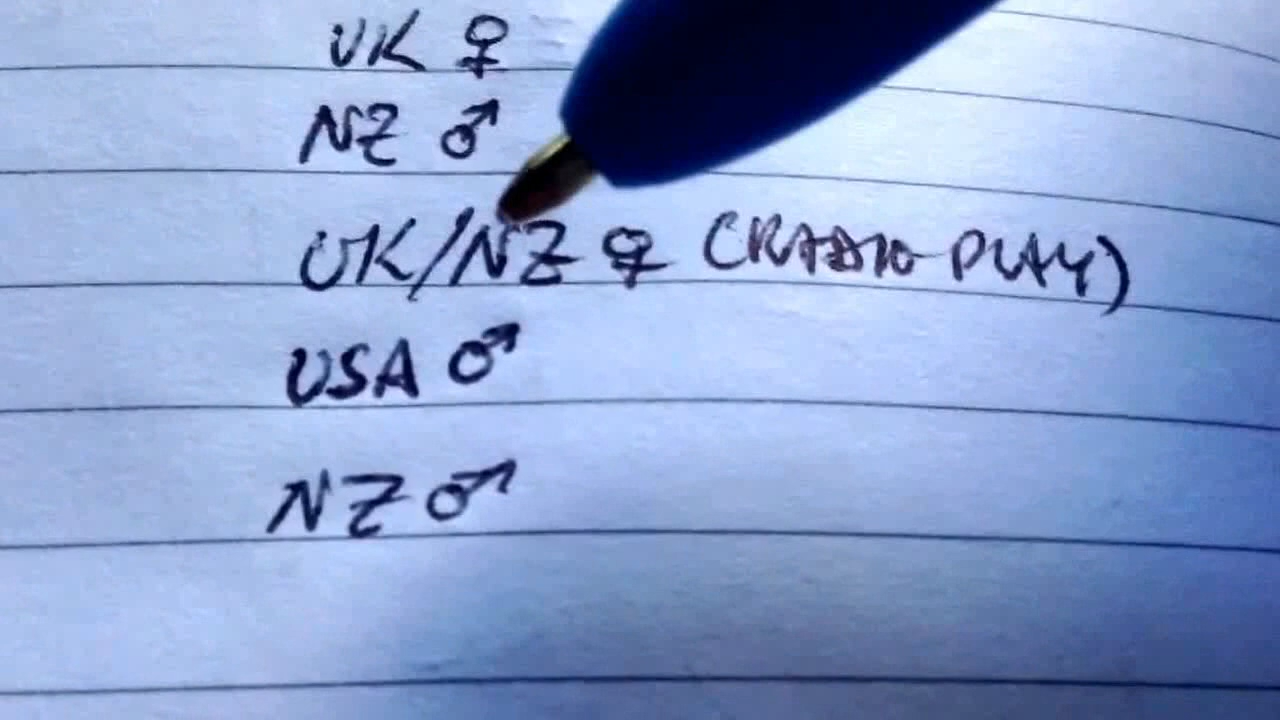 UK ♀
NZ ♂
UK/NZ ♀ (RADIO PLAY)
USA ♂
NZ ♂